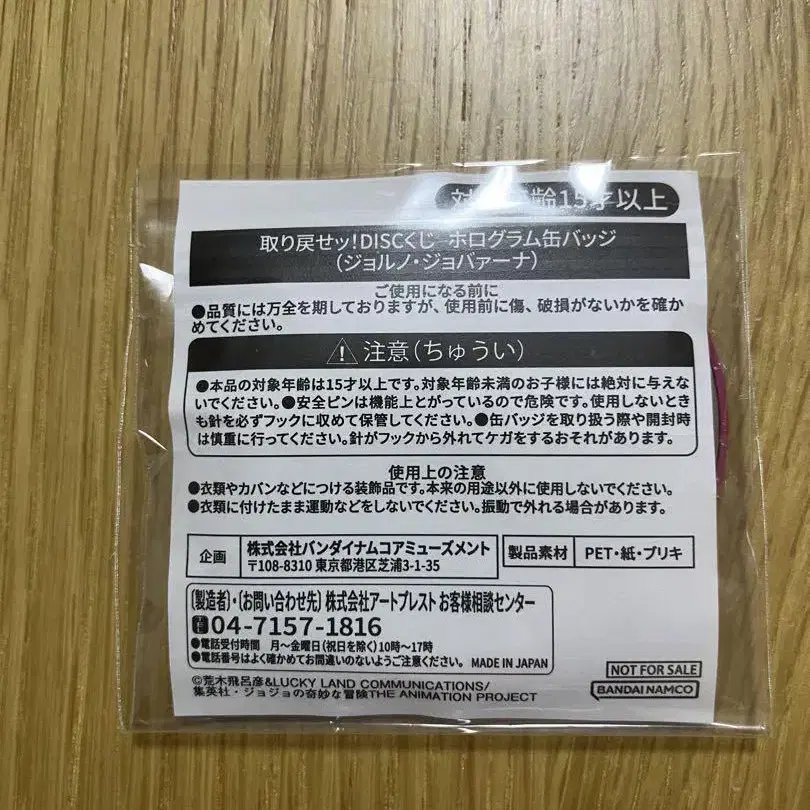 対象年齢15才以上
取り戻せッ!DISCくじ ホログラム缶バッジ
(ジョルノ・ジョバァーナ)
ご使用になる前に
●品質には万全を期しておりますが、使用前に傷、破損がないかを確か
めてください。
注意(ちゅうい)
●本品の対象年齢は15才以上です。対象年齢未満のお子様には絶対に与えな
いでください。●安全ピンは機能上とがっているので危険です。使用しないとき
も針を必ずフックに収めて保管してください。●缶バッジを取り扱う際や開封時
は慎重に行ってください。針がフックから外れてケガをするおそれがあります。
使用上の注意
●衣類やカバンなどにつける装飾品です。本来の用途以外に使用しないでください。
●衣類に付けたまま運動などをしないでください。振動で外れる場合があります。
企画 株式会社バンダイナムコアミューズメント
〒108-8310 東京都港区芝浦3-1-35
製品素材 PET・紙・ブリキ
〔製造者〕・〔お問い合わせ先〕 株式会社アートプレスト お客様相談センター
04-7157-1816
●電話受付時間 月～金曜日(祝日を除く)10時～17時
●電話番号はよく確かめてお間違いのないようご注意ください。 MADE IN JAPAN
©荒木飛呂彦&LUCKY LAND COMMUNICATIONS/
集英社・ジョジョの奇妙な冒険THE ANIMATION PROJECT
NOT FOR SALE
BANDAI NAMCO